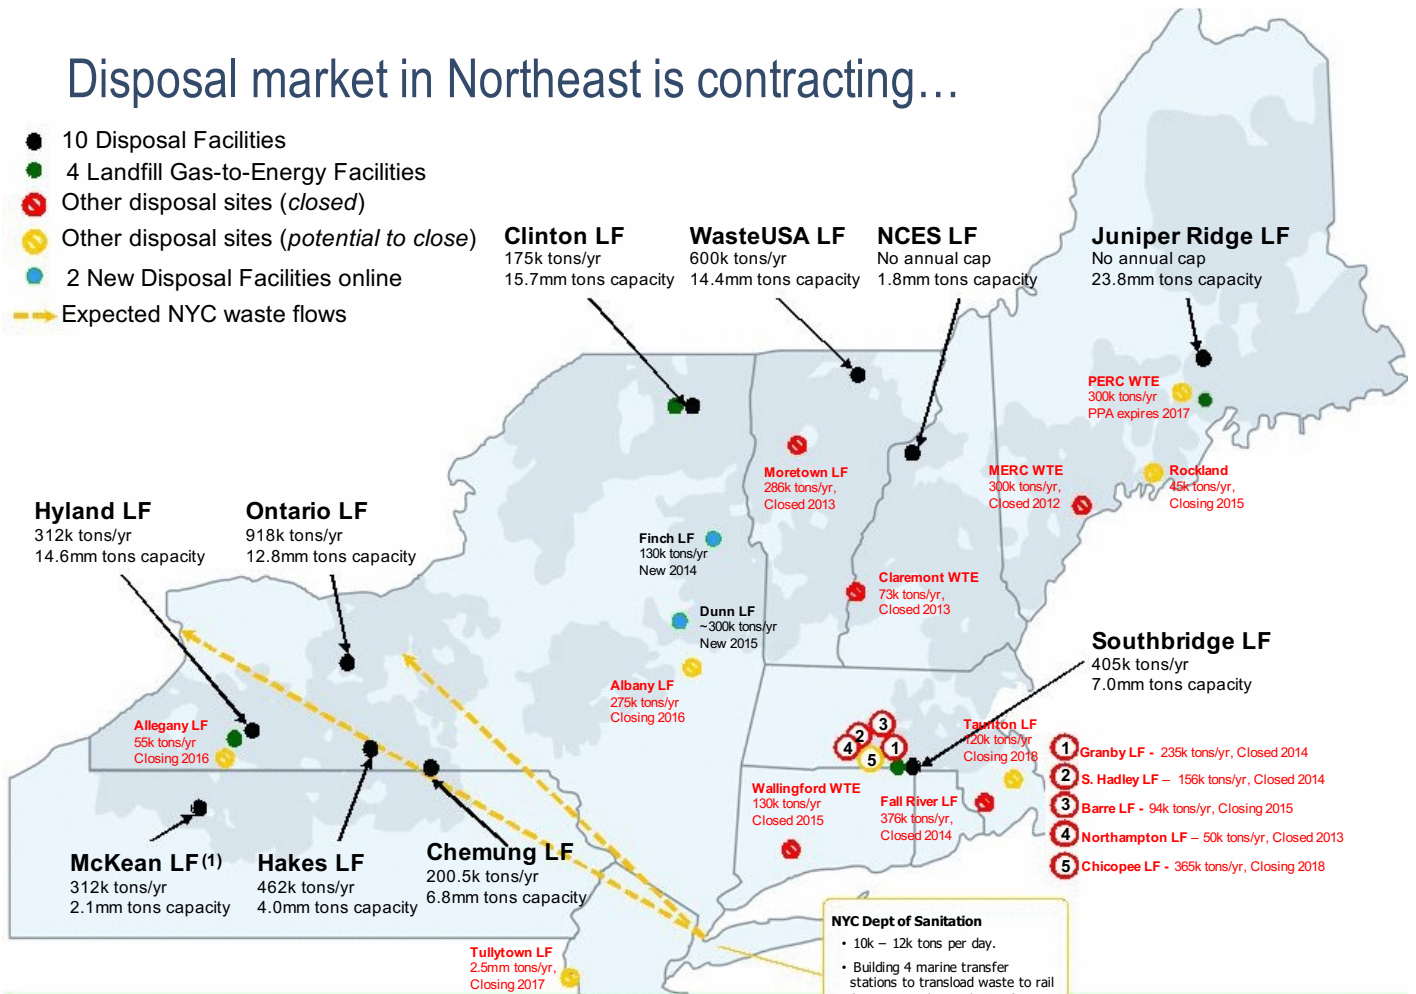 Disposal market in Northeast is contracting…
10 Disposal Facilities
4 Landfill Gas-to-Energy Facilities
Other disposal sites (closed)
Other disposal sites (potential to close)
2 New Disposal Facilities online
Expected NYC waste flows
Clinton LF
175k tons/yr
15.7mm tons capacity
WasteUSA LF
600k tons/yr
14.4mm tons capacity
NCES LF
No annual cap
1.8mm tons capacity
Juniper Ridge LF
No annual cap
23.8mm tons capacity
PERC WTE
300k tons/yr
PPA expires 2017
Moretown LF
286k tons/yr,
Closed 2013
MERC WTE
300k tons/yr,
Closed 2012
Rockland
45k tons/yr,
Closing 2015
Hyland LF
312k tons/yr
14.6mm tons capacity
Ontario LF
918k tons/yr
12.8mm tons capacity
Finch LF
130k tons/yr
New 2014
Claremont WTE
73k tons/yr,
Closed 2013
Dunn LF
~300k tons/yr
New 2015
Southbridge LF
405k tons/yr
7.0mm tons capacity
Albany LF
275k tons/yr
Closing 2016
Allegany LF
55k tons/yr
Closing 2016
3
2
4
1
5
Taunton LF
120k tons/yr
Closing 2018
1 Granby LF - 235k tons/yr, Closed 2014
2 S. Hadley LF – 156k tons/yr, Closed 2014
3 Barre LF - 94k tons/yr, Closing 2015
4 Northampton LF – 50k tons/yr, Closed 2013
5 Chicopee LF - 365k tons/yr, Closing 2018
Wallingford WTE
130k tons/yr
Closed 2015
Fall River LF
376k tons/yr,
Closed 2014
McKean LF(1)
312k tons/yr
2.1mm tons capacity
Hakes LF
462k tons/yr
4.0mm tons capacity
Chemung LF
200.5k tons/yr
6.8mm tons capacity
Tullytown LF
2.5mm tons/yr,
Closing 2017
NYC Dept of Sanitation
• 10k – 12k tons per day.
• Building 4 marine transfer
stations to transload waste to rail